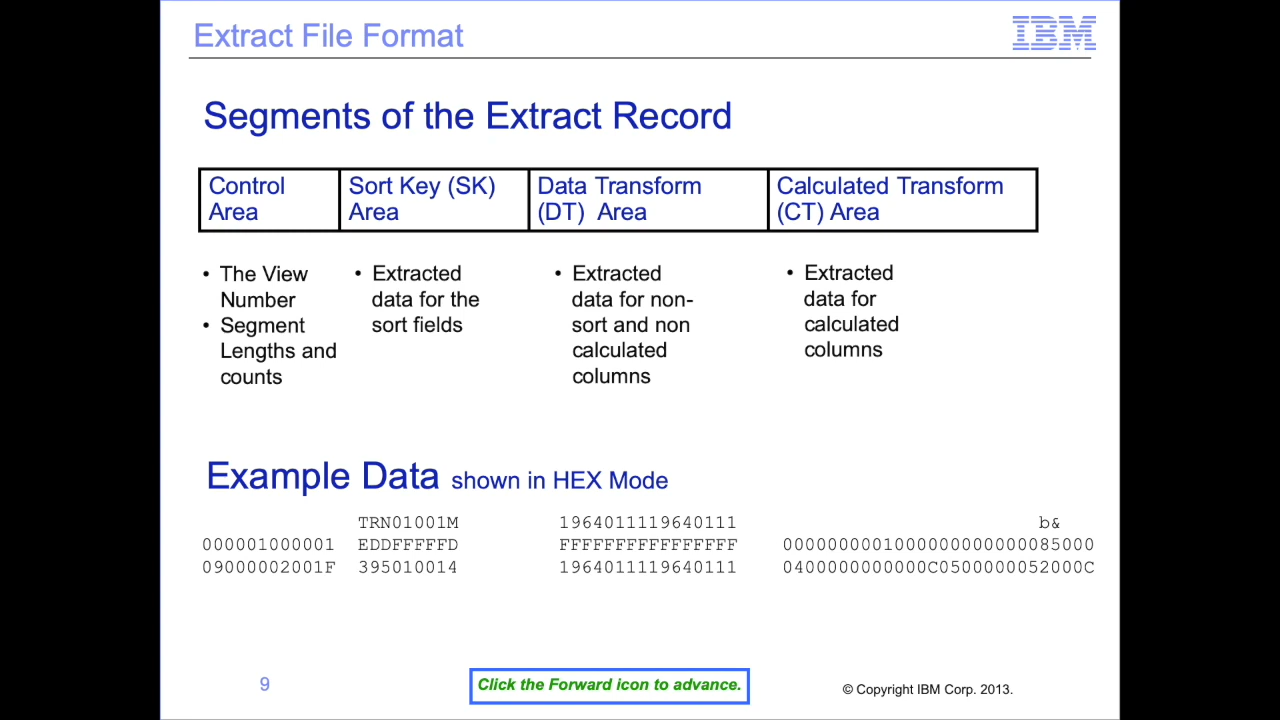 Extract File Format
IBM
Segments of the Extract Record
Control Area
Sort Key (SK) Area
Data Transform (DT) Area
Calculated Transform (CT) Area
• The View
Number
• Segment
Lengths and
counts
• Extracted
data for the
sort fields
• Extracted
data for non-
sort and non
calculated
columns
• Extracted
data for
calculated
columns
Example Data shown in HEX Mode
TRN01001M 1964011119640111 b&
000001000001 EDDFFFFFD FFFFFFFFFFFFFFFF 0000000001000000000000085000
09000002001F 395010014 1964011119640111 0400000000000C0500000052000C
9
Click the Forward icon to advance.
© Copyright IBM Corp. 2013.